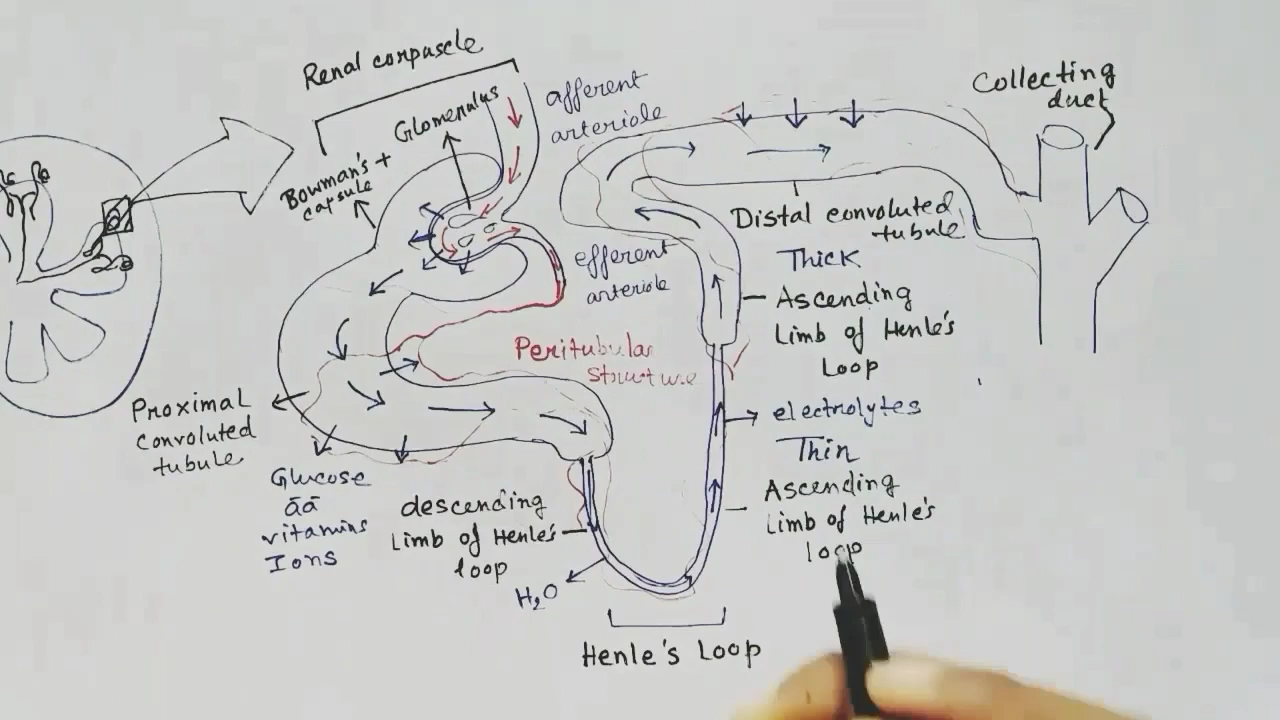 Renal corpuscle
Glomerulus
Bowman's +
capsule
afferent
arteriole
efferent
arteriole
Peritubular
Structure
Proximal
convoluted
tubule
Glucose
āā
vitamins
Ions
descending
Limb of Henle's
loop
H₂O
Henle's Loop
Collecting
duct
Distal convoluted
tubule
Thick
Ascending
Limb of Henle's
Loop
electrolytes
Thin
Ascending
Limb of Henle's
loop